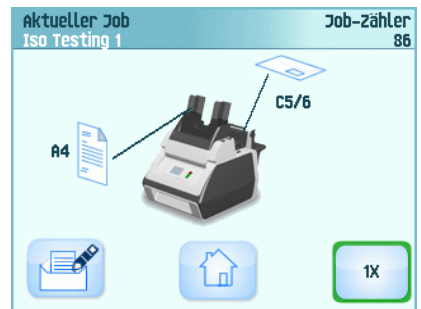 Aktueller Job
Iso Testing 1
Job-Zähler
86
C5/6
A4
1X